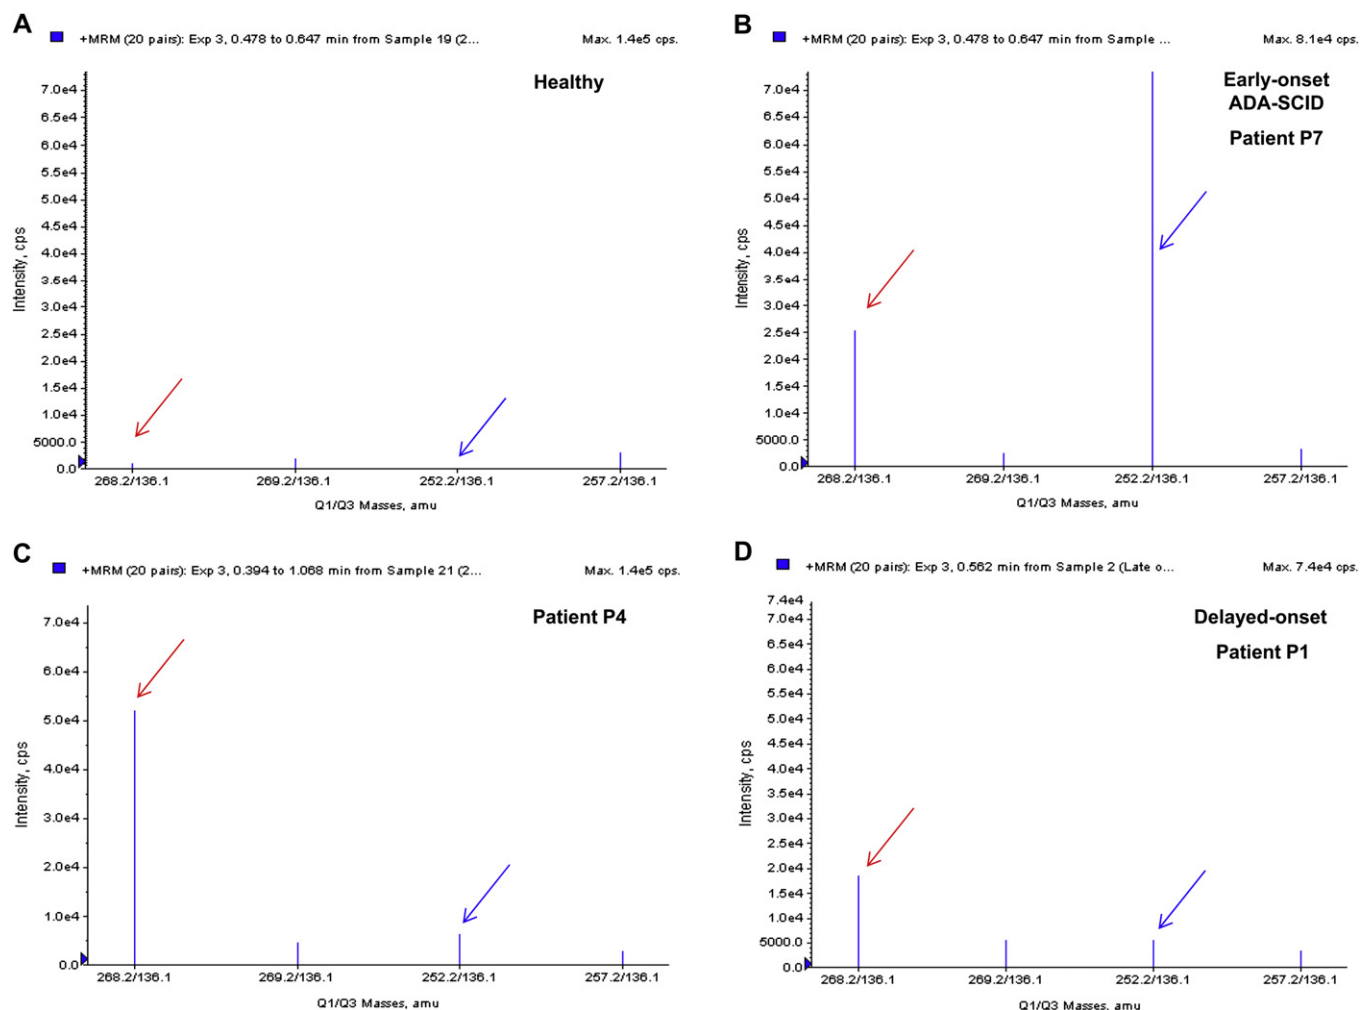 A
+MRM (20 pairs): Exp 3, 0.478 to 0.647 min from Sample 19 (2...
Max. 1.4e5 cps.
Healthy
7.0e4
6.5e4
6.0e4
5.5e4
5.0e4
4.5e4
4.0e4
3.5e4
3.0e4
2.5e4
2.0e4
1.5e4
1.0e4
5000.0
0.0
Intensity, cps
268.2/136.1
269.2/136.1
252.2/136.1
257.2/136.1
Q1/Q3 Masses, amu
B
+MRM (20 pairs): Exp 3, 0.478 to 0.647 min from Sample ...
Max. 8.1e4 cps.
Early-onset
ADA-SCID
Patient P7
7.0e4
6.5e4
6.0e4
5.5e4
5.0e4
4.5e4
4.0e4
3.5e4
3.0e4
2.5e4
2.0e4
1.5e4
1.0e4
5000.0
0.0
Intensity, cps
268.2/136.1
269.2/136.1
252.2/136.1
257.2/136.1
Q1/Q3 Masses, amu
C
+MRM (20 pairs): Exp 3, 0.394 to 1.068 min from Sample 21 (2...
Max. 1.4e5 cps.
Patient P4
7.0e4
6.0e4
5.0e4
4.0e4
3.0e4
2.0e4
1.0e4
0.0
Intensity, cps
268.2/136.1
269.2/136.1
252.2/136.1
257.2/136.1
Q1/Q3 Masses, amu
D
+MRM (20 pairs): Exp 3, 0.562 min from Sample 2 (Late o...
Max. 7.4e4 cps.
Delayed-onset
Patient P1
7.4e4
7.0e4
6.5e4
6.0e4
5.5e4
5.0e4
4.5e4
4.0e4
3.5e4
3.0e4
2.5e4
2.0e4
1.5e4
1.0e4
5000.0
0.0
Intensity, cps
268.2/136.1
269.2/136.1
252.2/136.1
257.2/136.1
Q1/Q3 Masses, amu